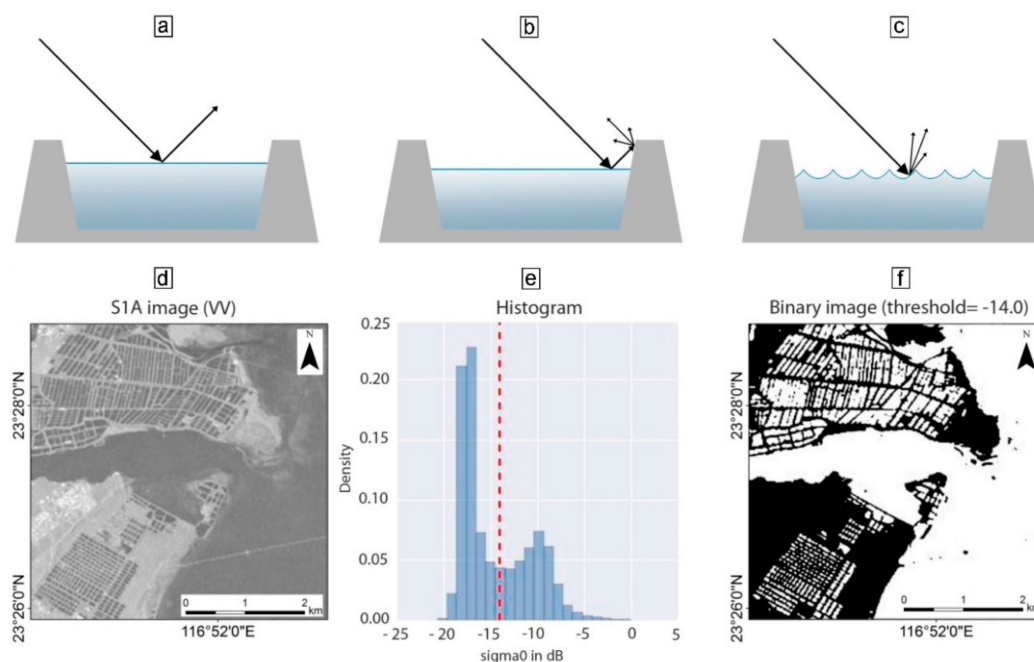 a
b
c
d
S1A image (VV)
N
23°28'0"N
23°26'0"N
0 1 2
km
116°52'0"E
e
Histogram
0.25
0.20
0.15
0.10
0.05
0.00
Density
-25 -20 -15 -10 -5 0 5
sigma0 in dB
f
Binary image (threshold= -14.0)
N
23°28'0"N
23°26'0"N
0 1 2
km
116°52'0"E